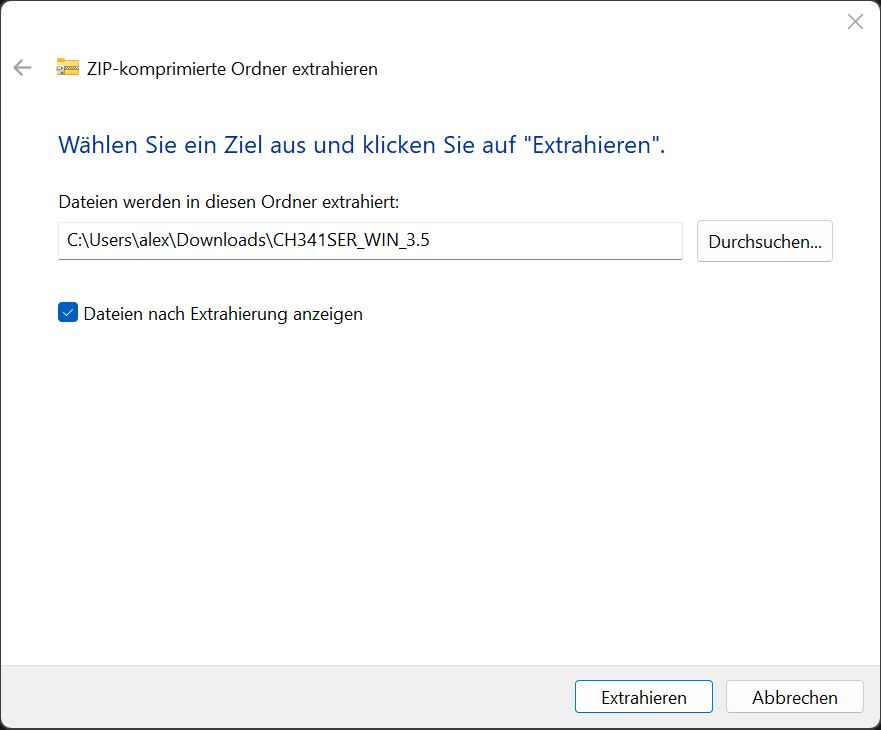 ZIP-komprimierte Ordner extrahieren
Wählen Sie ein Ziel aus und klicken Sie auf "Extrahieren".
Dateien werden in diesen Ordner extrahiert:
C:\Users\alex\Downloads\CH341SER_WIN_3.5
Durchsuchen...
Dateien nach Extrahierung anzeigen
Extrahieren
Abbrechen